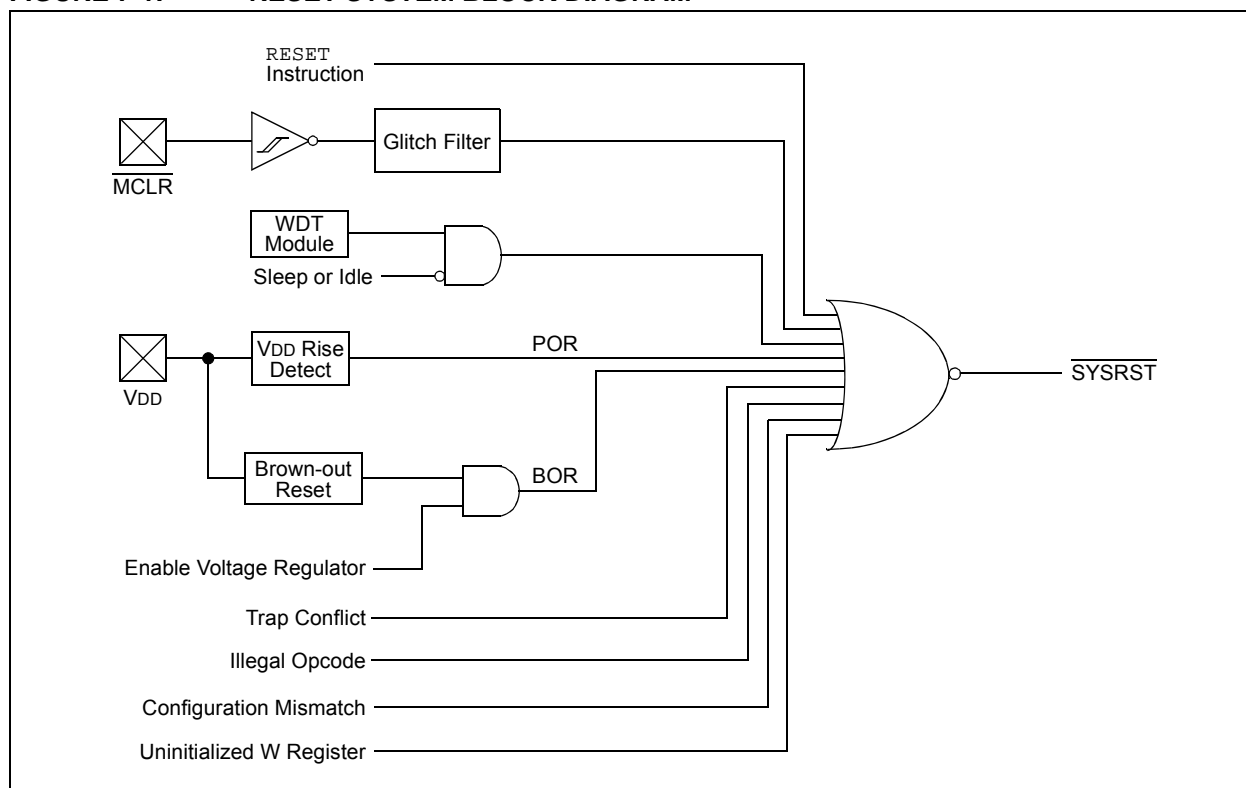 RESET
Instruction
Glitch Filter
MCLR
WDT
Module
Sleep or Idle
VDD Rise
Detect
POR
VDD
SYSRST
Brown-out
Reset
BOR
Enable Voltage Regulator
Trap Conflict
Illegal Opcode
Configuration Mismatch
Uninitialized W Register